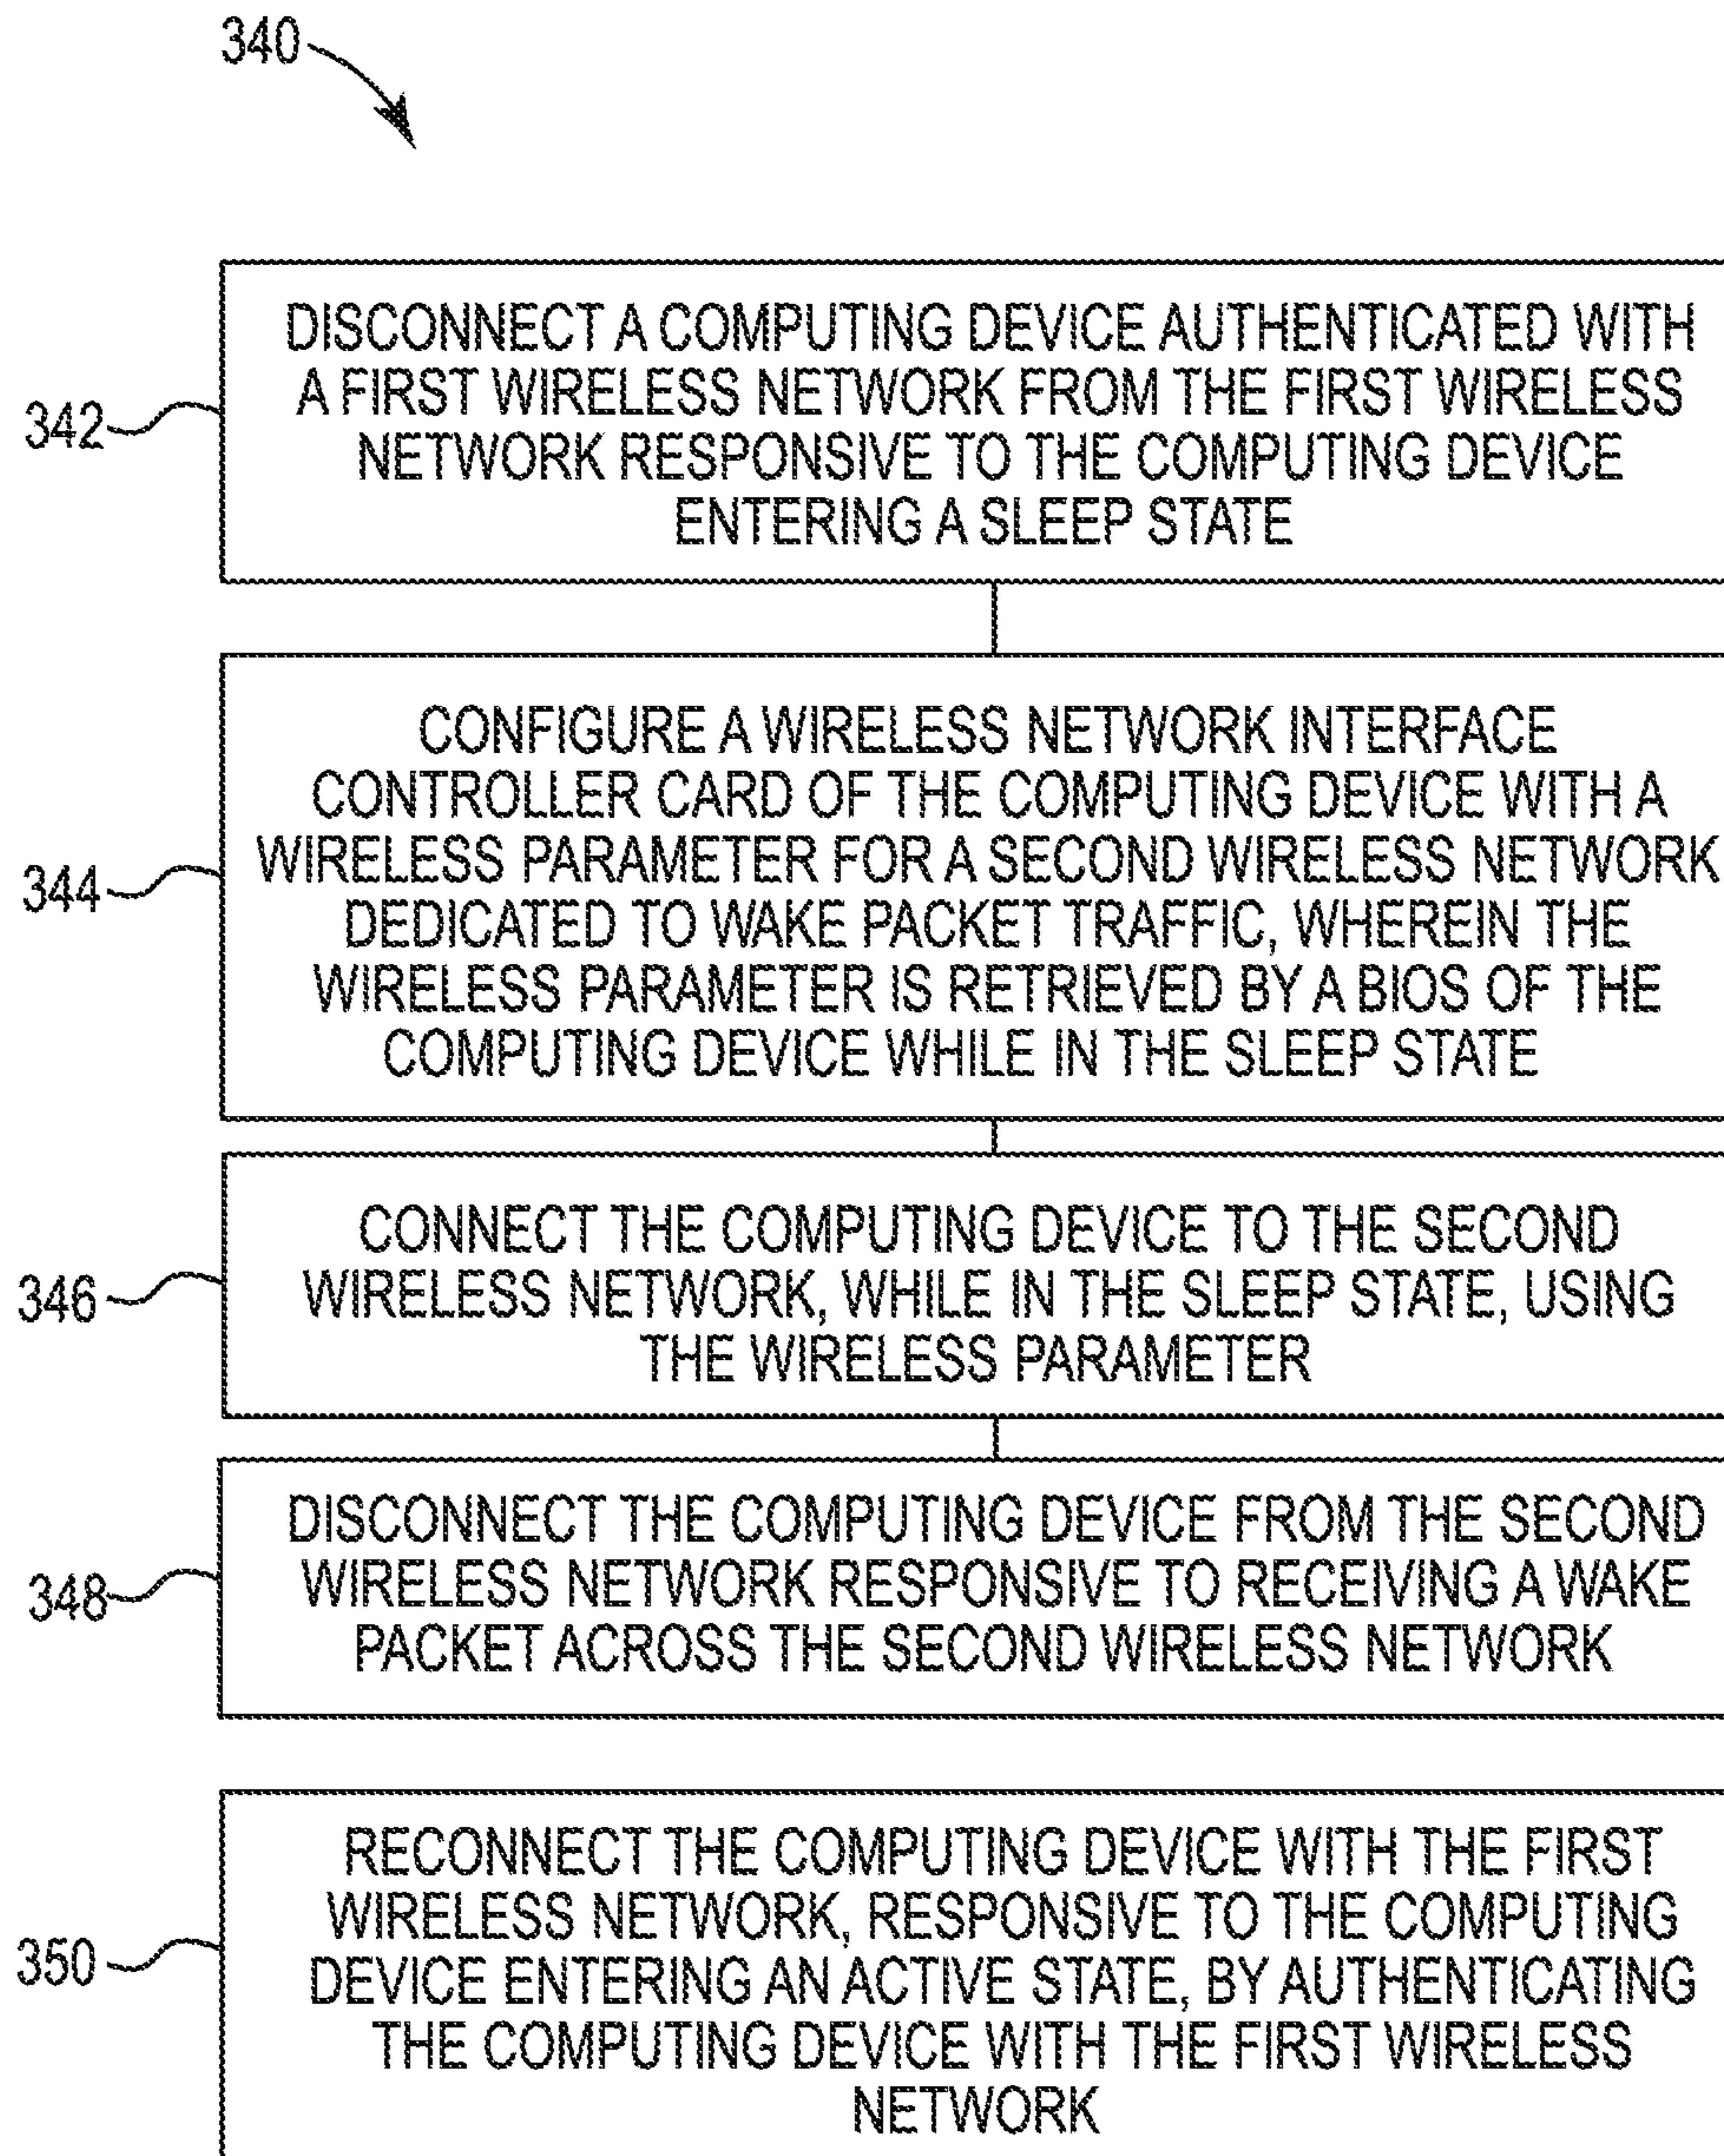 340
342
DISCONNECT A COMPUTING DEVICE AUTHENTICATED WITH
A FIRST WIRELESS NETWORK FROM THE FIRST WIRELESS
NETWORK RESPONSIVE TO THE COMPUTING DEVICE
ENTERING A SLEEP STATE
344
CONFIGURE A WIRELESS NETWORK INTERFACE
CONTROLLER CARD OF THE COMPUTING DEVICE WITH A
WIRELESS PARAMETER FOR A SECOND WIRELESS NETWORK
DEDICATED TO WAKE PACKET TRAFFIC, WHEREIN THE
WIRELESS PARAMETER IS RETRIEVED BY A BIOS OF THE
COMPUTING DEVICE WHILE IN THE SLEEP STATE
346
CONNECT THE COMPUTING DEVICE TO THE SECOND
WIRELESS NETWORK, WHILE IN THE SLEEP STATE, USING
THE WIRELESS PARAMETER
348
DISCONNECT THE COMPUTING DEVICE FROM THE SECOND
WIRELESS NETWORK RESPONSIVE TO RECEIVING A WAKE
PACKET ACROSS THE SECOND WIRELESS NETWORK
350
RECONNECT THE COMPUTING DEVICE WITH THE FIRST
WIRELESS NETWORK, RESPONSIVE TO THE COMPUTING
DEVICE ENTERING AN ACTIVE STATE, BY AUTHENTICATING
THE COMPUTING DEVICE WITH THE FIRST WIRELESS
NETWORK